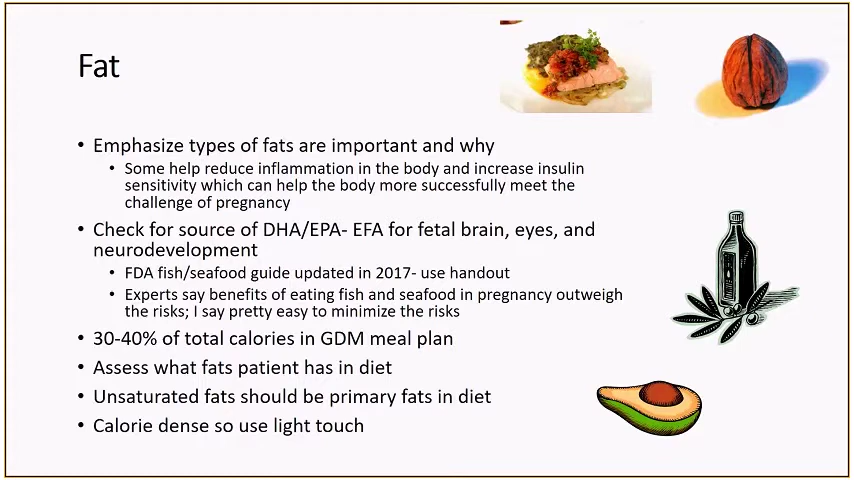 Fat
• Emphasize types of fats are important and why
• Some help reduce inflammation in the body and increase insulin
sensitivity which can help the body more successfully meet the
challenge of pregnancy
• Check for source of DHA/EPA- EFA for fetal brain, eyes, and
neurodevelopment
• FDA fish/seafood guide updated in 2017- use handout
• Experts say benefits of eating fish and seafood in pregnancy outweigh
the risks; I say pretty easy to minimize the risks
• 30-40% of total calories in GDM meal plan
• Assess what fats patient has in diet
• Unsaturated fats should be primary fats in diet
• Calorie dense so use light touch